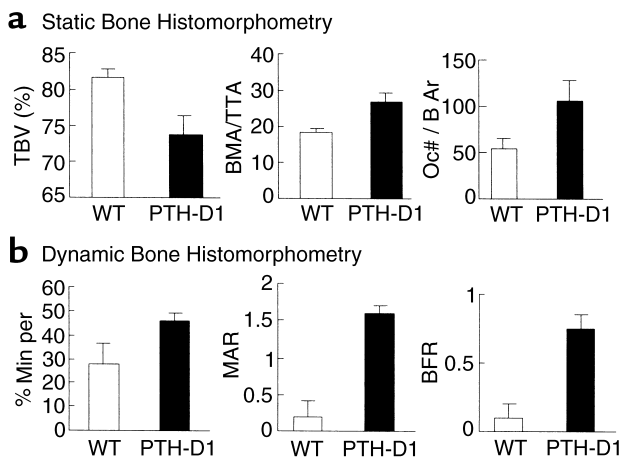 a Static Bone Histomorphometry
85
80
75
70
65
TBV (%)
WT PTH-D1
40
30
20
10
0
BMA/TTA
WT PTH-D1
150
100
50
0
Oc# / B Ar
WT PTH-D1
b Dynamic Bone Histomorphometry
60
50
40
30
20
10
0
% Min per
WT PTH-D1
2
1.5
1
0.5
0
MAR
WT PTH-D1
1
0.5
0
BFR
WT PTH-D1